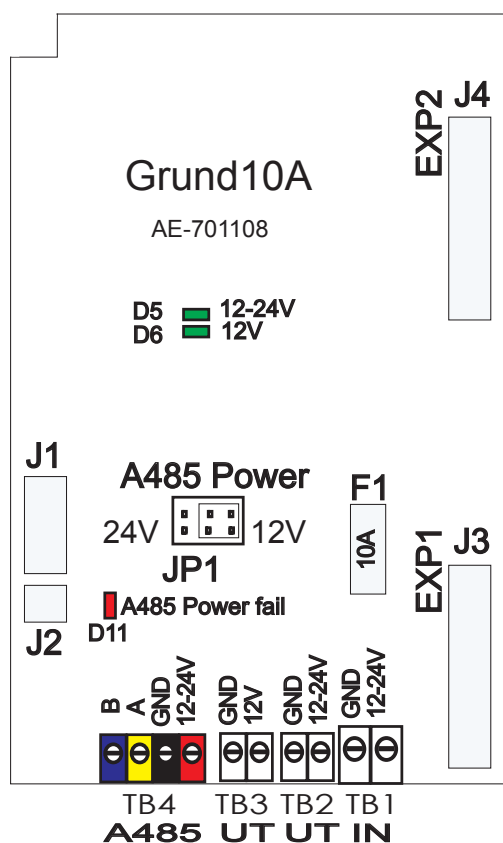 J4
EXP2
Grund10A
AE-701108
D5 12-24V
D6 12V
J1
A485 Power
F1
24V 12V
10A
JP1
J3
EXP1
A485 Power fail
D11
J2
B A GND 12-24V GND 12V GND 12-24V GND 12-24V
TB4 TB3 TB2 TB1
A485 UT UT IN